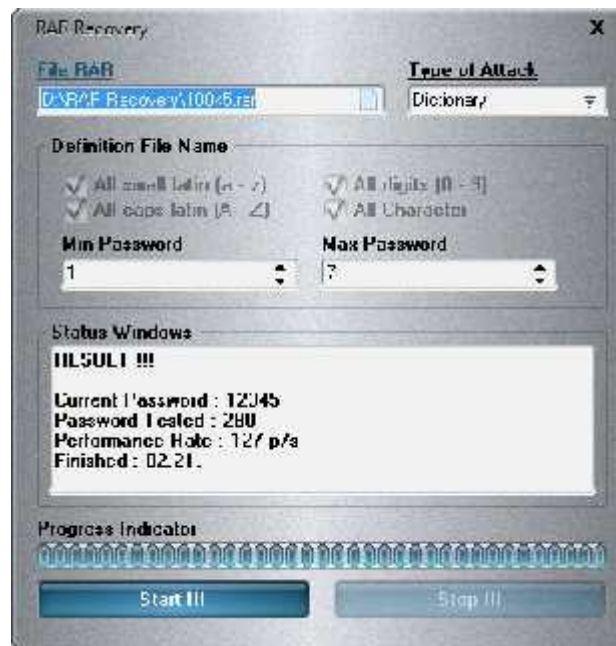 RAR Recovery X
File RAR Type of Attack
D:\RAR Recovery\10045.rar Dictionary
Definition File Name
All small latin (a - z) All digits (0 - 9)
All caps latin (A - Z) All Character
Min Password Max Password
1 7
Status Windows
RESULT !!!
Current Password : 12345
Password Tested : 280
Performance Rate : 127 p/s
Finished : 02.21.
Progress Indicator
Start !!! Stop !!!